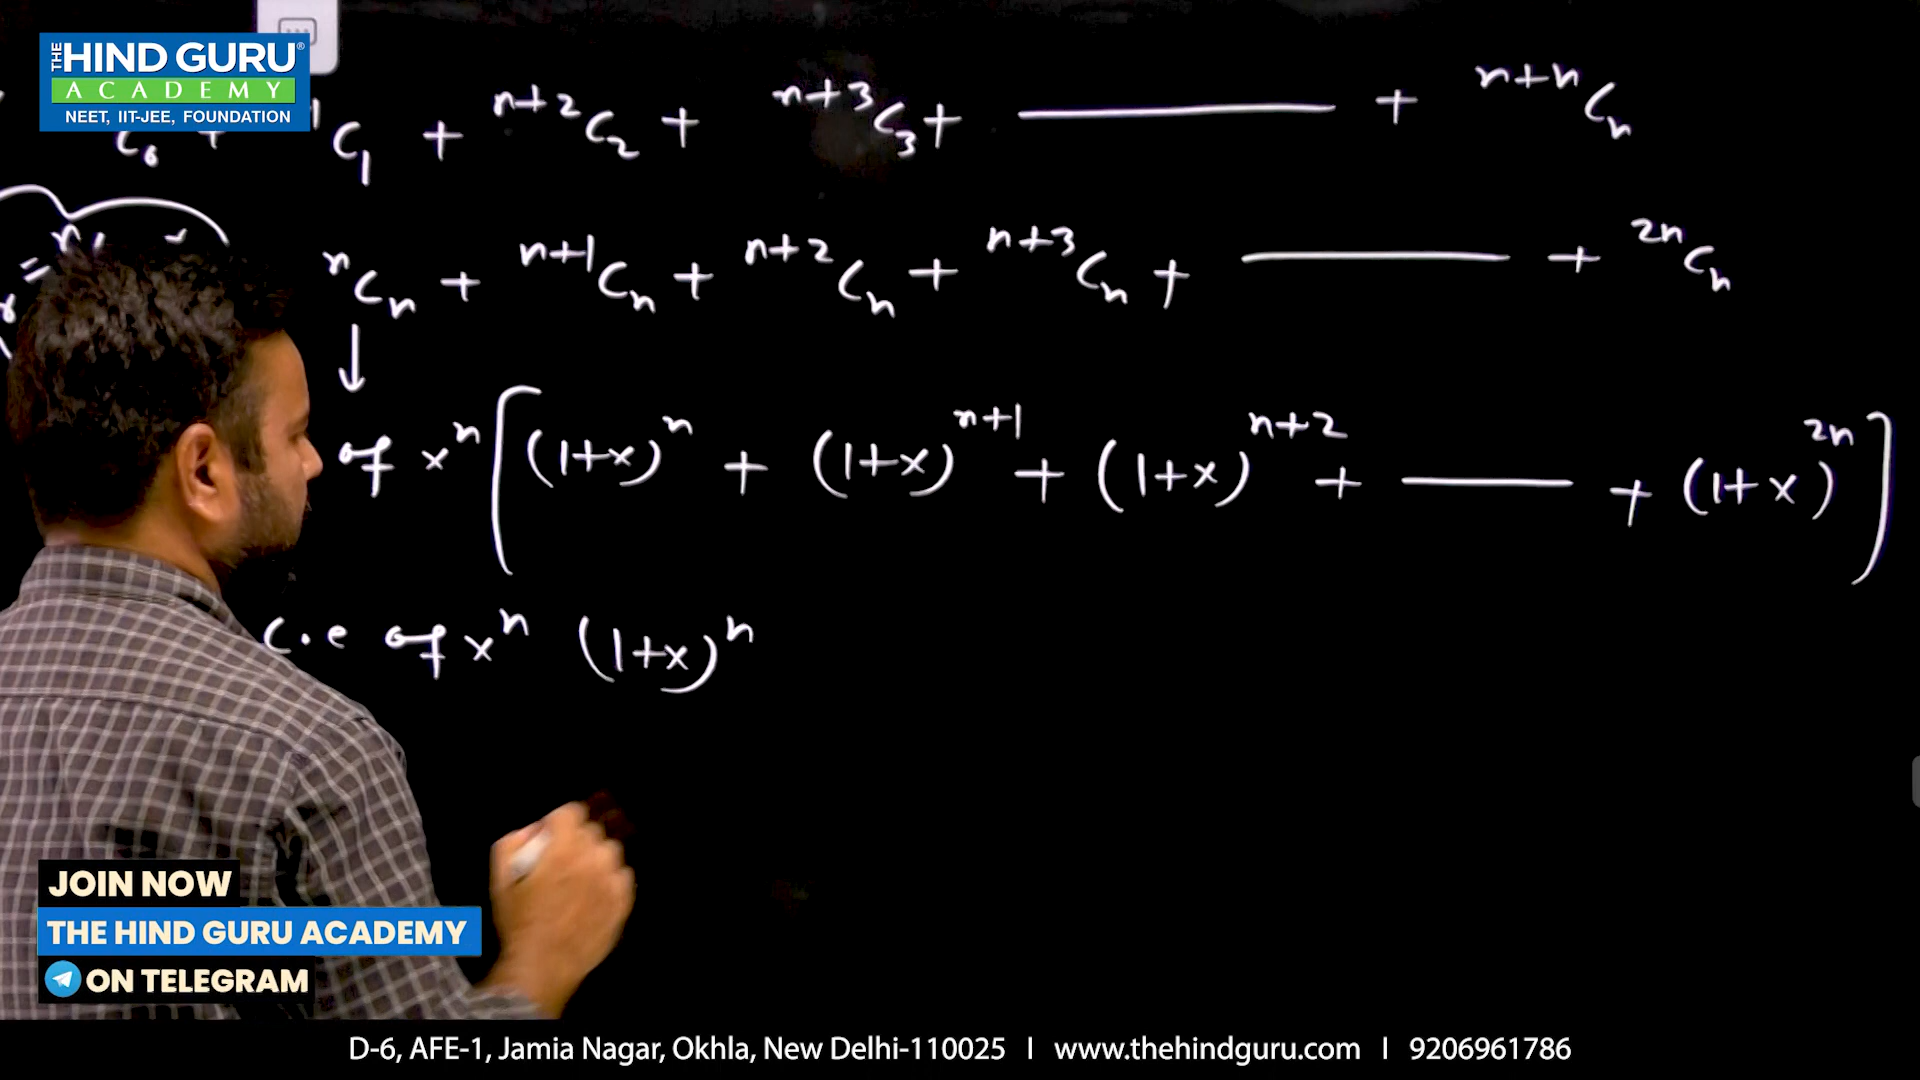 THE HIND GURU®
ACADEMY
NEET, IIT-JEE, FOUNDATION
C₀ + ¹C₁ + ⁿ⁺²C₂ + ⁿ⁺³C₃ + ——— + ⁿ⁺ⁿCₙ
= ⁿCₙ + ⁿ⁺¹Cₙ + ⁿ⁺²Cₙ + ⁿ⁺³Cₙ + ——— + ²ⁿCₙ
↓
of xⁿ [(1+x)ⁿ + (1+x)ⁿ⁺¹ + (1+x)ⁿ⁺² + ——— + (1+x)²ⁿ]
C.e of xⁿ (1+x)ⁿ
JOIN NOW
THE HIND GURU ACADEMY
ON TELEGRAM
D-6, AFE-1, Jamia Nagar, Okhla, New Delhi-110025 | www.thehindguru.com | 9206961786